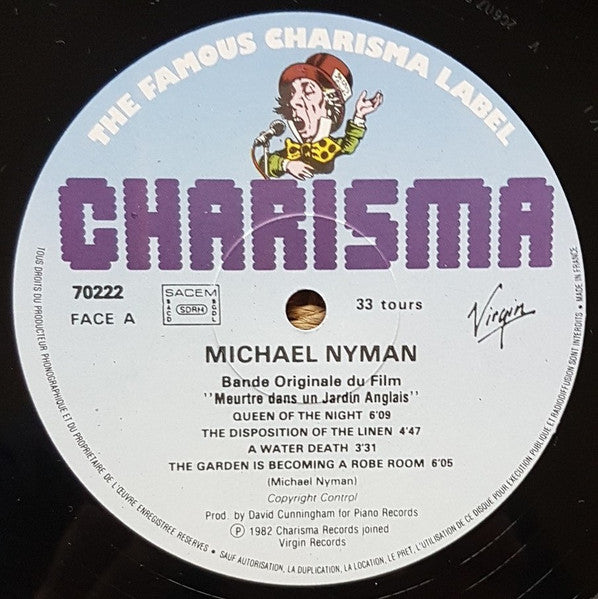 THE FAMOUS CHARISMA LABEL
CHARISMA
70222
FACE A
SACEM
SACD
SDRM
SGDL
33 tours
Virgin
MICHAEL NYMAN
Bande Originale du Film
"Meurtre dans un Jardin Anglais"
QUEEN OF THE NIGHT 6'09
THE DISPOSITION OF THE LINEN 4'47
A WATER DEATH 3'31
THE GARDEN IS BECOMING A ROBE ROOM 6'05
(Michael Nyman)
Copyright Control
Prod. by David Cunningham for Piano Records
Ⓟ 1982 Charisma Records joined
Virgin Records
TOUS DROITS DU PRODUCTEUR PHONOGRAPHIQUE ET DU PROPRIETAIRE DE L'ŒUVRE ENREGISTREE RESERVES • SAUF AUTORISATION, LA DUPLICATION, LA LOCATION, LE PRET, L'UTILISATION DE CE DISQUE POUR EXECUTION PUBLIQUE ET RADIODIFFUSION SONT INTERDITS • MADE IN FRANCE